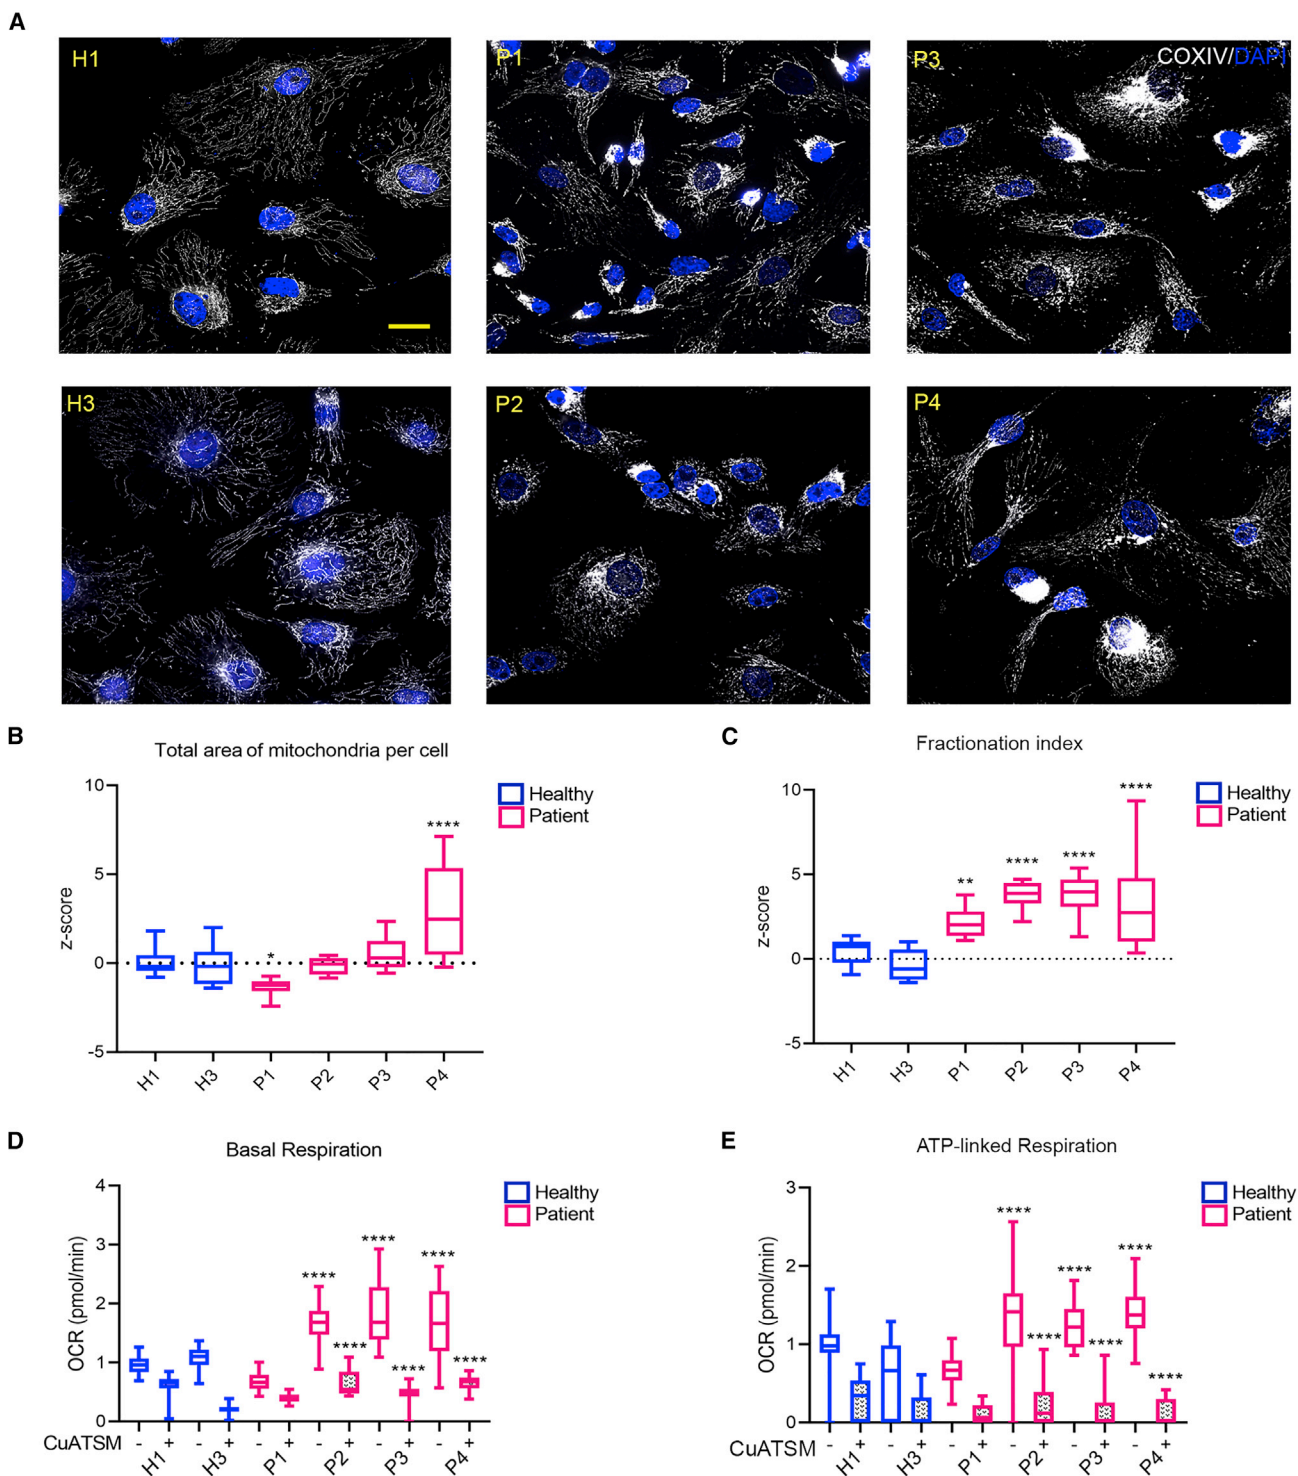 A
H1
P1
P3
COXIV/DAPI
H3
P2
P4
B
Total area of mitochondria per cell
10
5
0
-5
z-score
*
****
Healthy
Patient
H1 H3 P1 P2 P3 P4
C
Fractionation index
10
5
0
-5
z-score
** **** **** ****
Healthy
Patient
H1 H3 P1 P2 P3 P4
D
Basal Respiration
4
3
2
1
0
OCR (pmol/min)
**** **** **** **** **** ****
Healthy
Patient
CuATSM - + - + - + - + - + - +
H1 H3 P1 P2 P3 P4
E
ATP-linked Respiration
3
2
1
0
OCR (pmol/min)
**** **** **** **** **** ****
Healthy
Patient
CuATSM - + - + - + - + - + - +
H1 H3 P1 P2 P3 P4